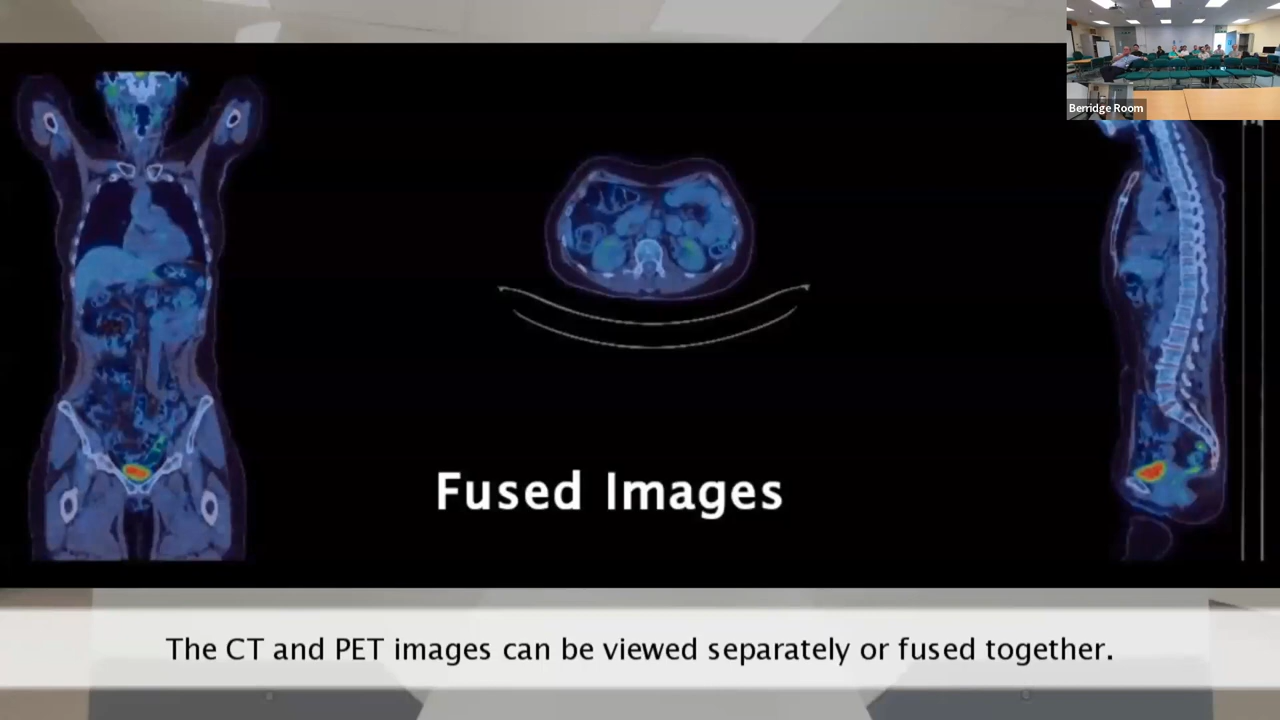 Berridge Room
Fused Images
The CT and PET images can be viewed separately or fused together.